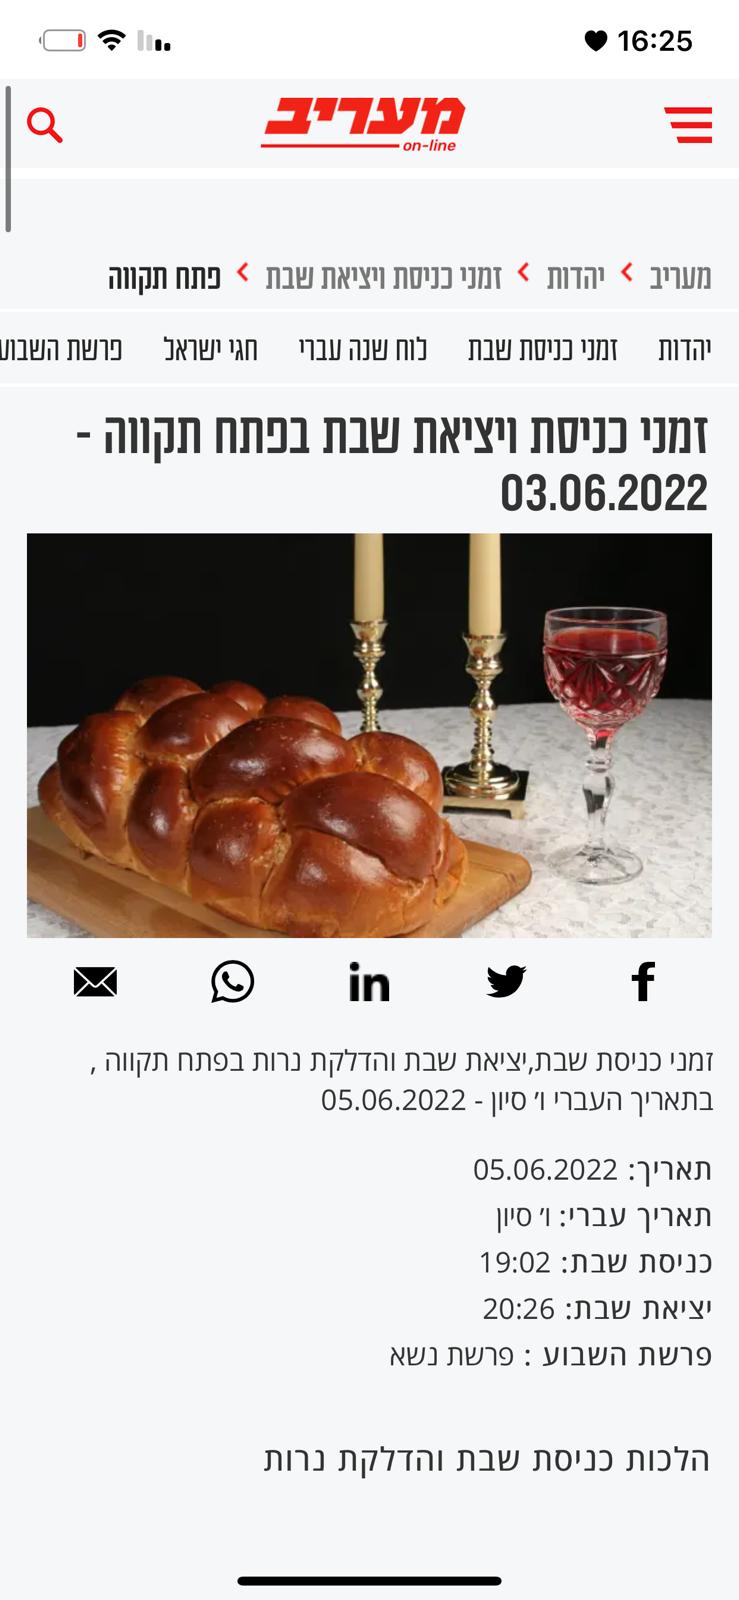 16:25
מעריב
on-line
מעריב › יהדות › זמני כניסת ויציאת שבת › פתח תקווה
יהדות זמני כניסת שבת לוח שנה עברי חגי ישראל פרשת השבוע
זמני כניסת ויציאת שבת בפתח תקווה -
03.06.2022
זמני כניסת שבת,יציאת שבת והדלקת נרות בפתח תקווה ,
בתאריך העברי ו׳ סיון - 05.06.2022
תאריך: 05.06.2022
תאריך עברי: ו׳ סיון
כניסת שבת: 19:02
יציאת שבת: 20:26
פרשת השבוע : פרשת נשא
הלכות כניסת שבת והדלקת נרות